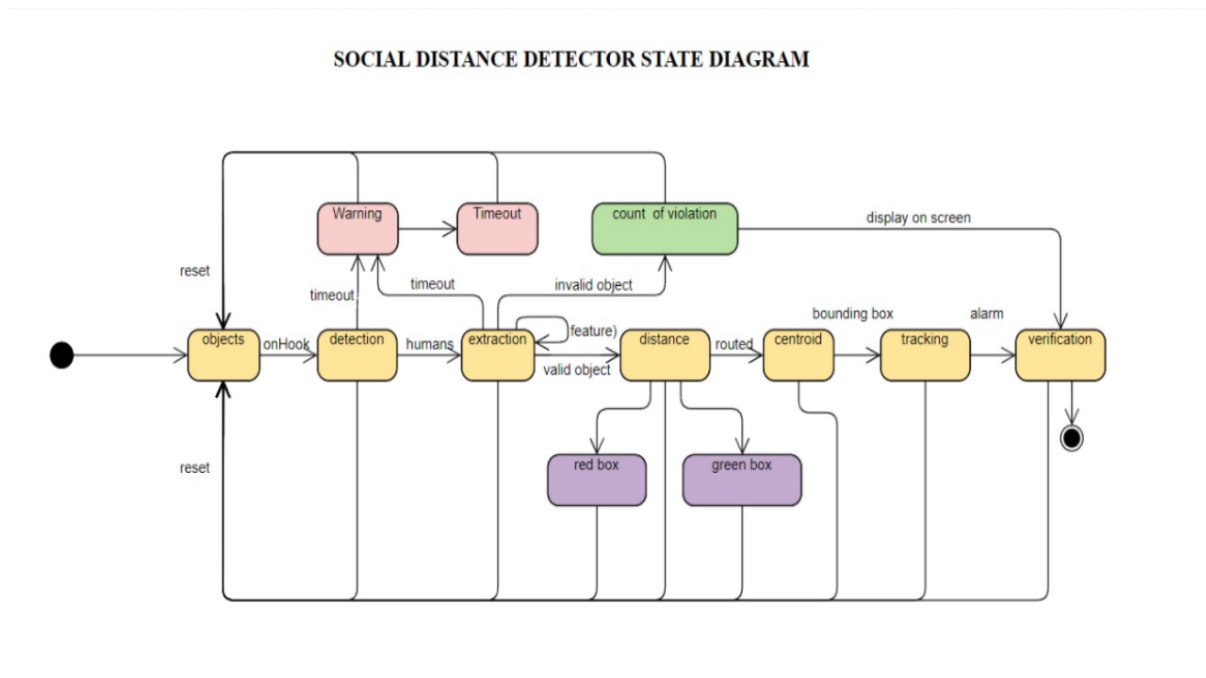 SOCIAL DISTANCE DETECTOR STATE DIAGRAM
Warning
Timeout
count of violation
display on screen
reset
timeout
timeout
invalid object
bounding box
alarm
objects
onHook
detection
humans
extraction
feature)
valid object
distance
routed
centroid
tracking
verification
reset
red box
green box